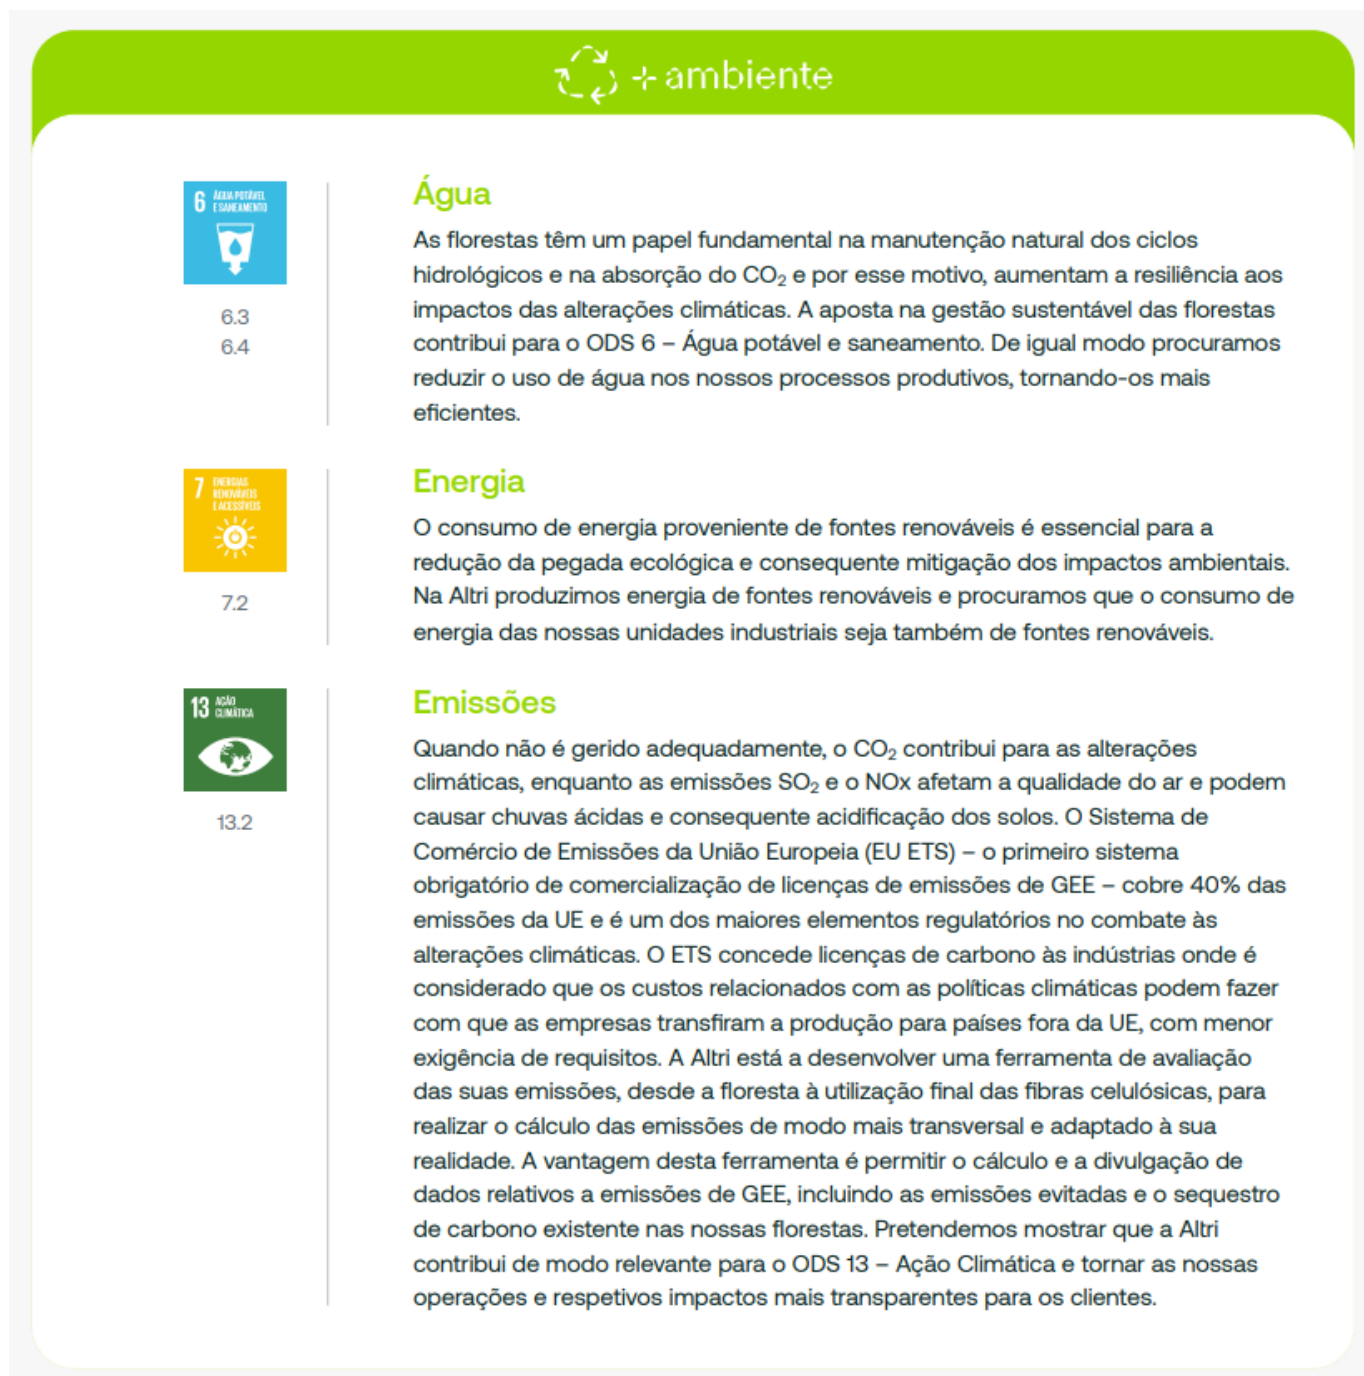 +ambiente
6 ÁGUA POTÁVEL
E SANEAMENTO
6.3
6.4
Água
As florestas têm um papel fundamental na manutenção natural dos ciclos
hidrológicos e na absorção do CO₂ e por esse motivo, aumentam a resiliência aos
impactos das alterações climáticas. A aposta na gestão sustentável das florestas
contribui para o ODS 6 – Água potável e saneamento. De igual modo procuramos
reduzir o uso de água nos nossos processos produtivos, tornando-os mais
eficientes.
7 ENERGIAS
RENOVÁVEIS
E ACESSÍVEIS
7.2
Energia
O consumo de energia proveniente de fontes renováveis é essencial para a
redução da pegada ecológica e consequente mitigação dos impactos ambientais.
Na Altri produzimos energia de fontes renováveis e procuramos que o consumo de
energia das nossas unidades industriais seja também de fontes renováveis.
13 AÇÃO
CLIMÁTICA
13.2
Emissões
Quando não é gerido adequadamente, o CO₂ contribui para as alterações
climáticas, enquanto as emissões SO₂ e o NOx afetam a qualidade do ar e podem
causar chuvas ácidas e consequente acidificação dos solos. O Sistema de
Comércio de Emissões da União Europeia (EU ETS) – o primeiro sistema
obrigatório de comercialização de licenças de emissões de GEE – cobre 40% das
emissões da UE e é um dos maiores elementos regulatórios no combate às
alterações climáticas. O ETS concede licenças de carbono às indústrias onde é
considerado que os custos relacionados com as políticas climáticas podem fazer
com que as empresas transfiram a produção para países fora da UE, com menor
exigência de requisitos. A Altri está a desenvolver uma ferramenta de avaliação
das suas emissões, desde a floresta à utilização final das fibras celulósicas, para
realizar o cálculo das emissões de modo mais transversal e adaptado à sua
realidade. A vantagem desta ferramenta é permitir o cálculo e a divulgação de
dados relativos a emissões de GEE, incluindo as emissões evitadas e o sequestro
de carbono existente nas nossas florestas. Pretendemos mostrar que a Altri
contribui de modo relevante para o ODS 13 – Ação Climática e tornar as nossas
operações e respetivos impactos mais transparentes para os clientes.